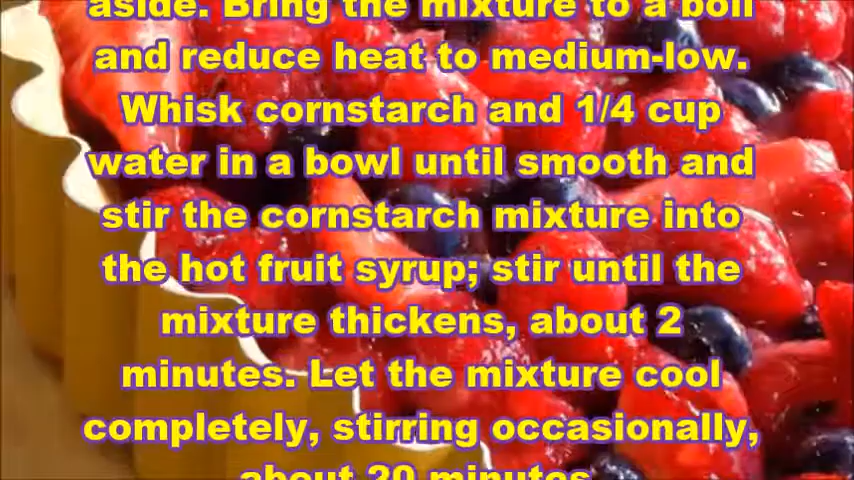 aside. Bring the mixture to a boil
and reduce heat to medium-low.
Whisk cornstarch and 1/4 cup
water in a bowl until smooth and
stir the cornstarch mixture into
the hot fruit syrup; stir until the
mixture thickens, about 2
minutes. Let the mixture cool
completely, stirring occasionally,
about 20 minutes.